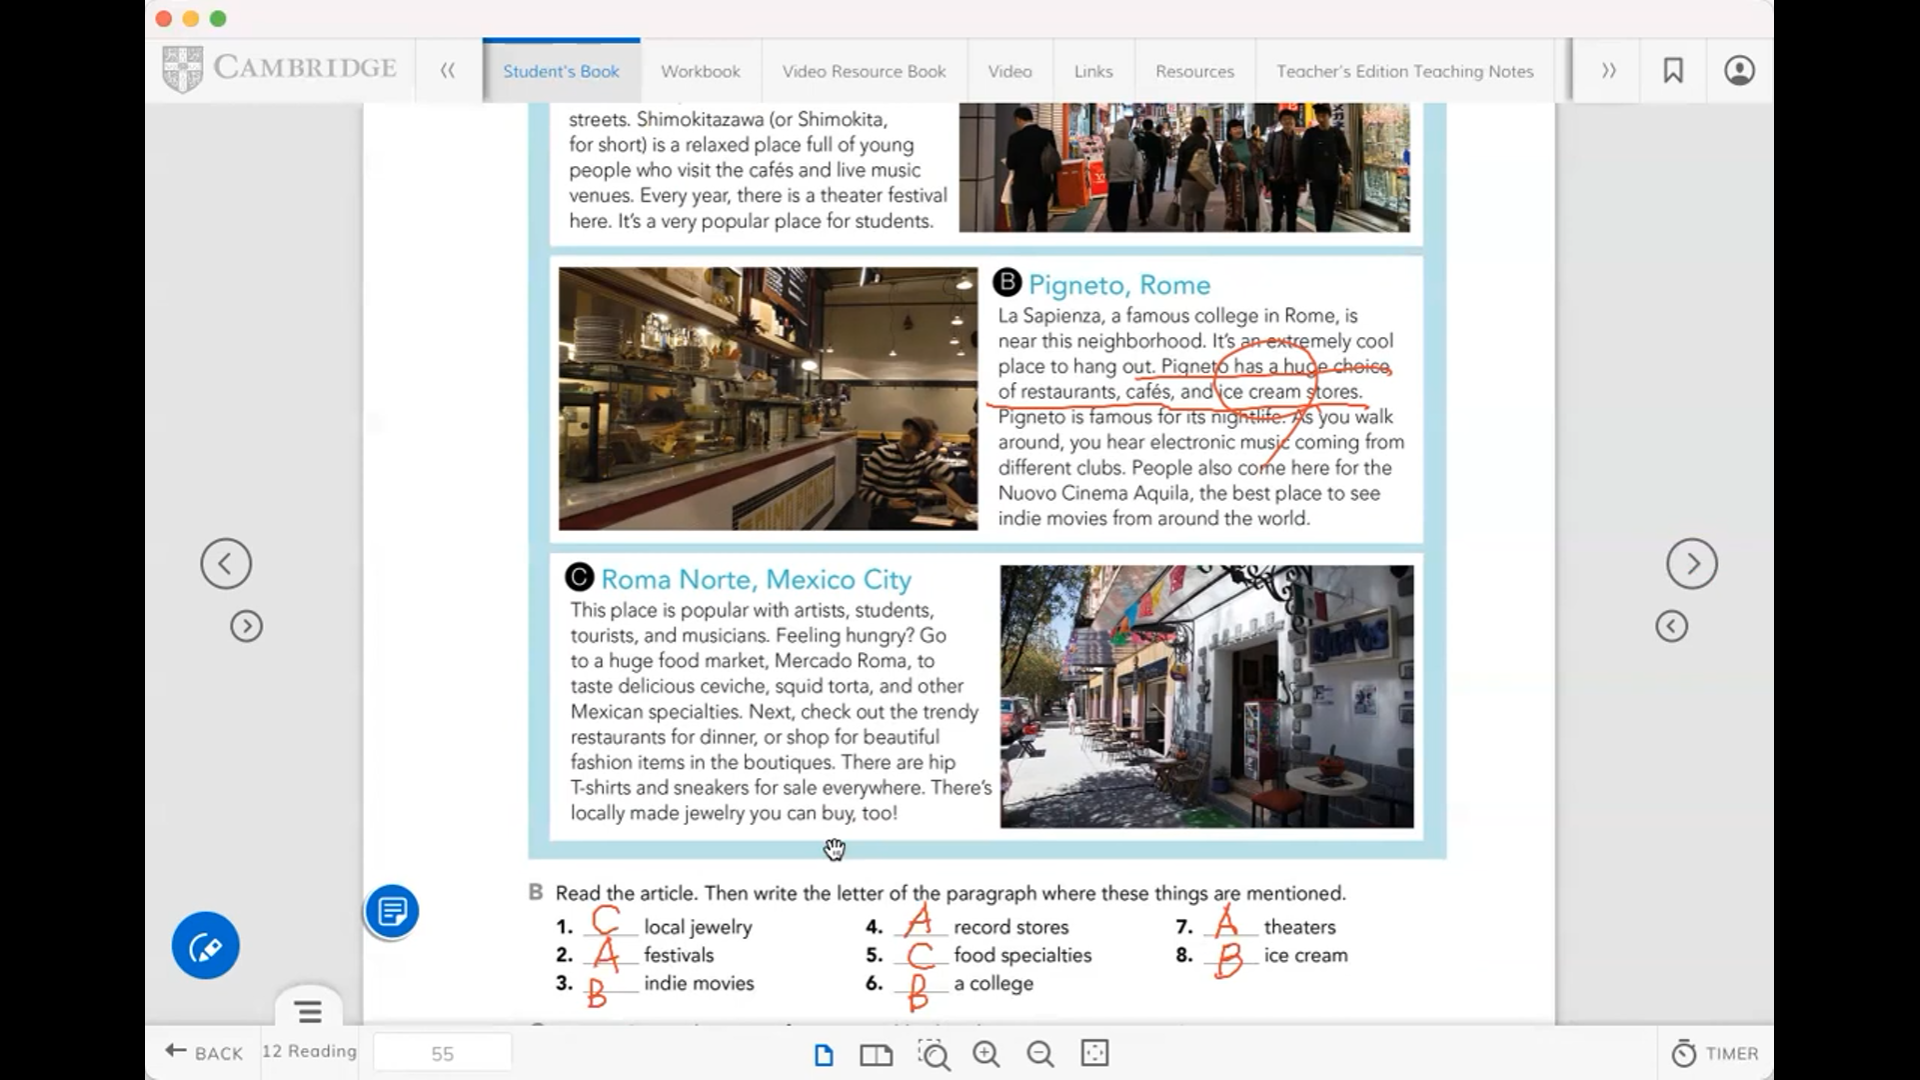 CAMBRIDGE
Student's Book
Workbook
Video Resource Book
Video
Links
Resources
Teacher's Edition Teaching Notes
streets. Shimokitazawa (or Shimokita,
for short) is a relaxed place full of young
people who visit the cafés and live music
venues. Every year, there is a theater festival
here. It's a very popular place for students.
B Pigneto, Rome
La Sapienza, a famous college in Rome, is
near this neighborhood. It's an extremely cool
place to hang out. Pigneto has a huge choice
of restaurants, cafés, and ice cream stores.
Pigneto is famous for its nightlife. As you walk
around, you hear electronic music coming from
different clubs. People also come here for the
Nuovo Cinema Aquila, the best place to see
indie movies from around the world.
C Roma Norte, Mexico City
This place is popular with artists, students,
tourists, and musicians. Feeling hungry? Go
to a huge food market, Mercado Roma, to
taste delicious ceviche, squid torta, and other
Mexican specialties. Next, check out the trendy
restaurants for dinner, or shop for beautiful
fashion items in the boutiques. There are hip
T-shirts and sneakers for sale everywhere. There's
locally made jewelry you can buy, too!
B Read the article. Then write the letter of the paragraph where these things are mentioned.
1. C local jewelry
2. A festivals
3. B indie movies
4. A record stores
5. C food specialties
6. B a college
7. A theaters
8. B ice cream
BACK
12 Reading
55
TIMER